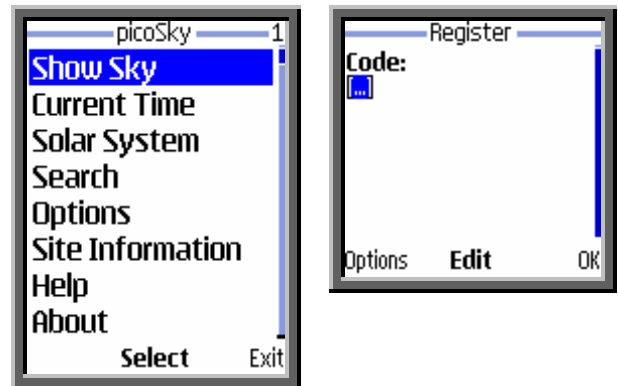 picoSky 1
Show Sky
Current Time
Solar System
Search
Options
Site Information
Help
About
Select Exit
Register
Code:
...
Options Edit OK